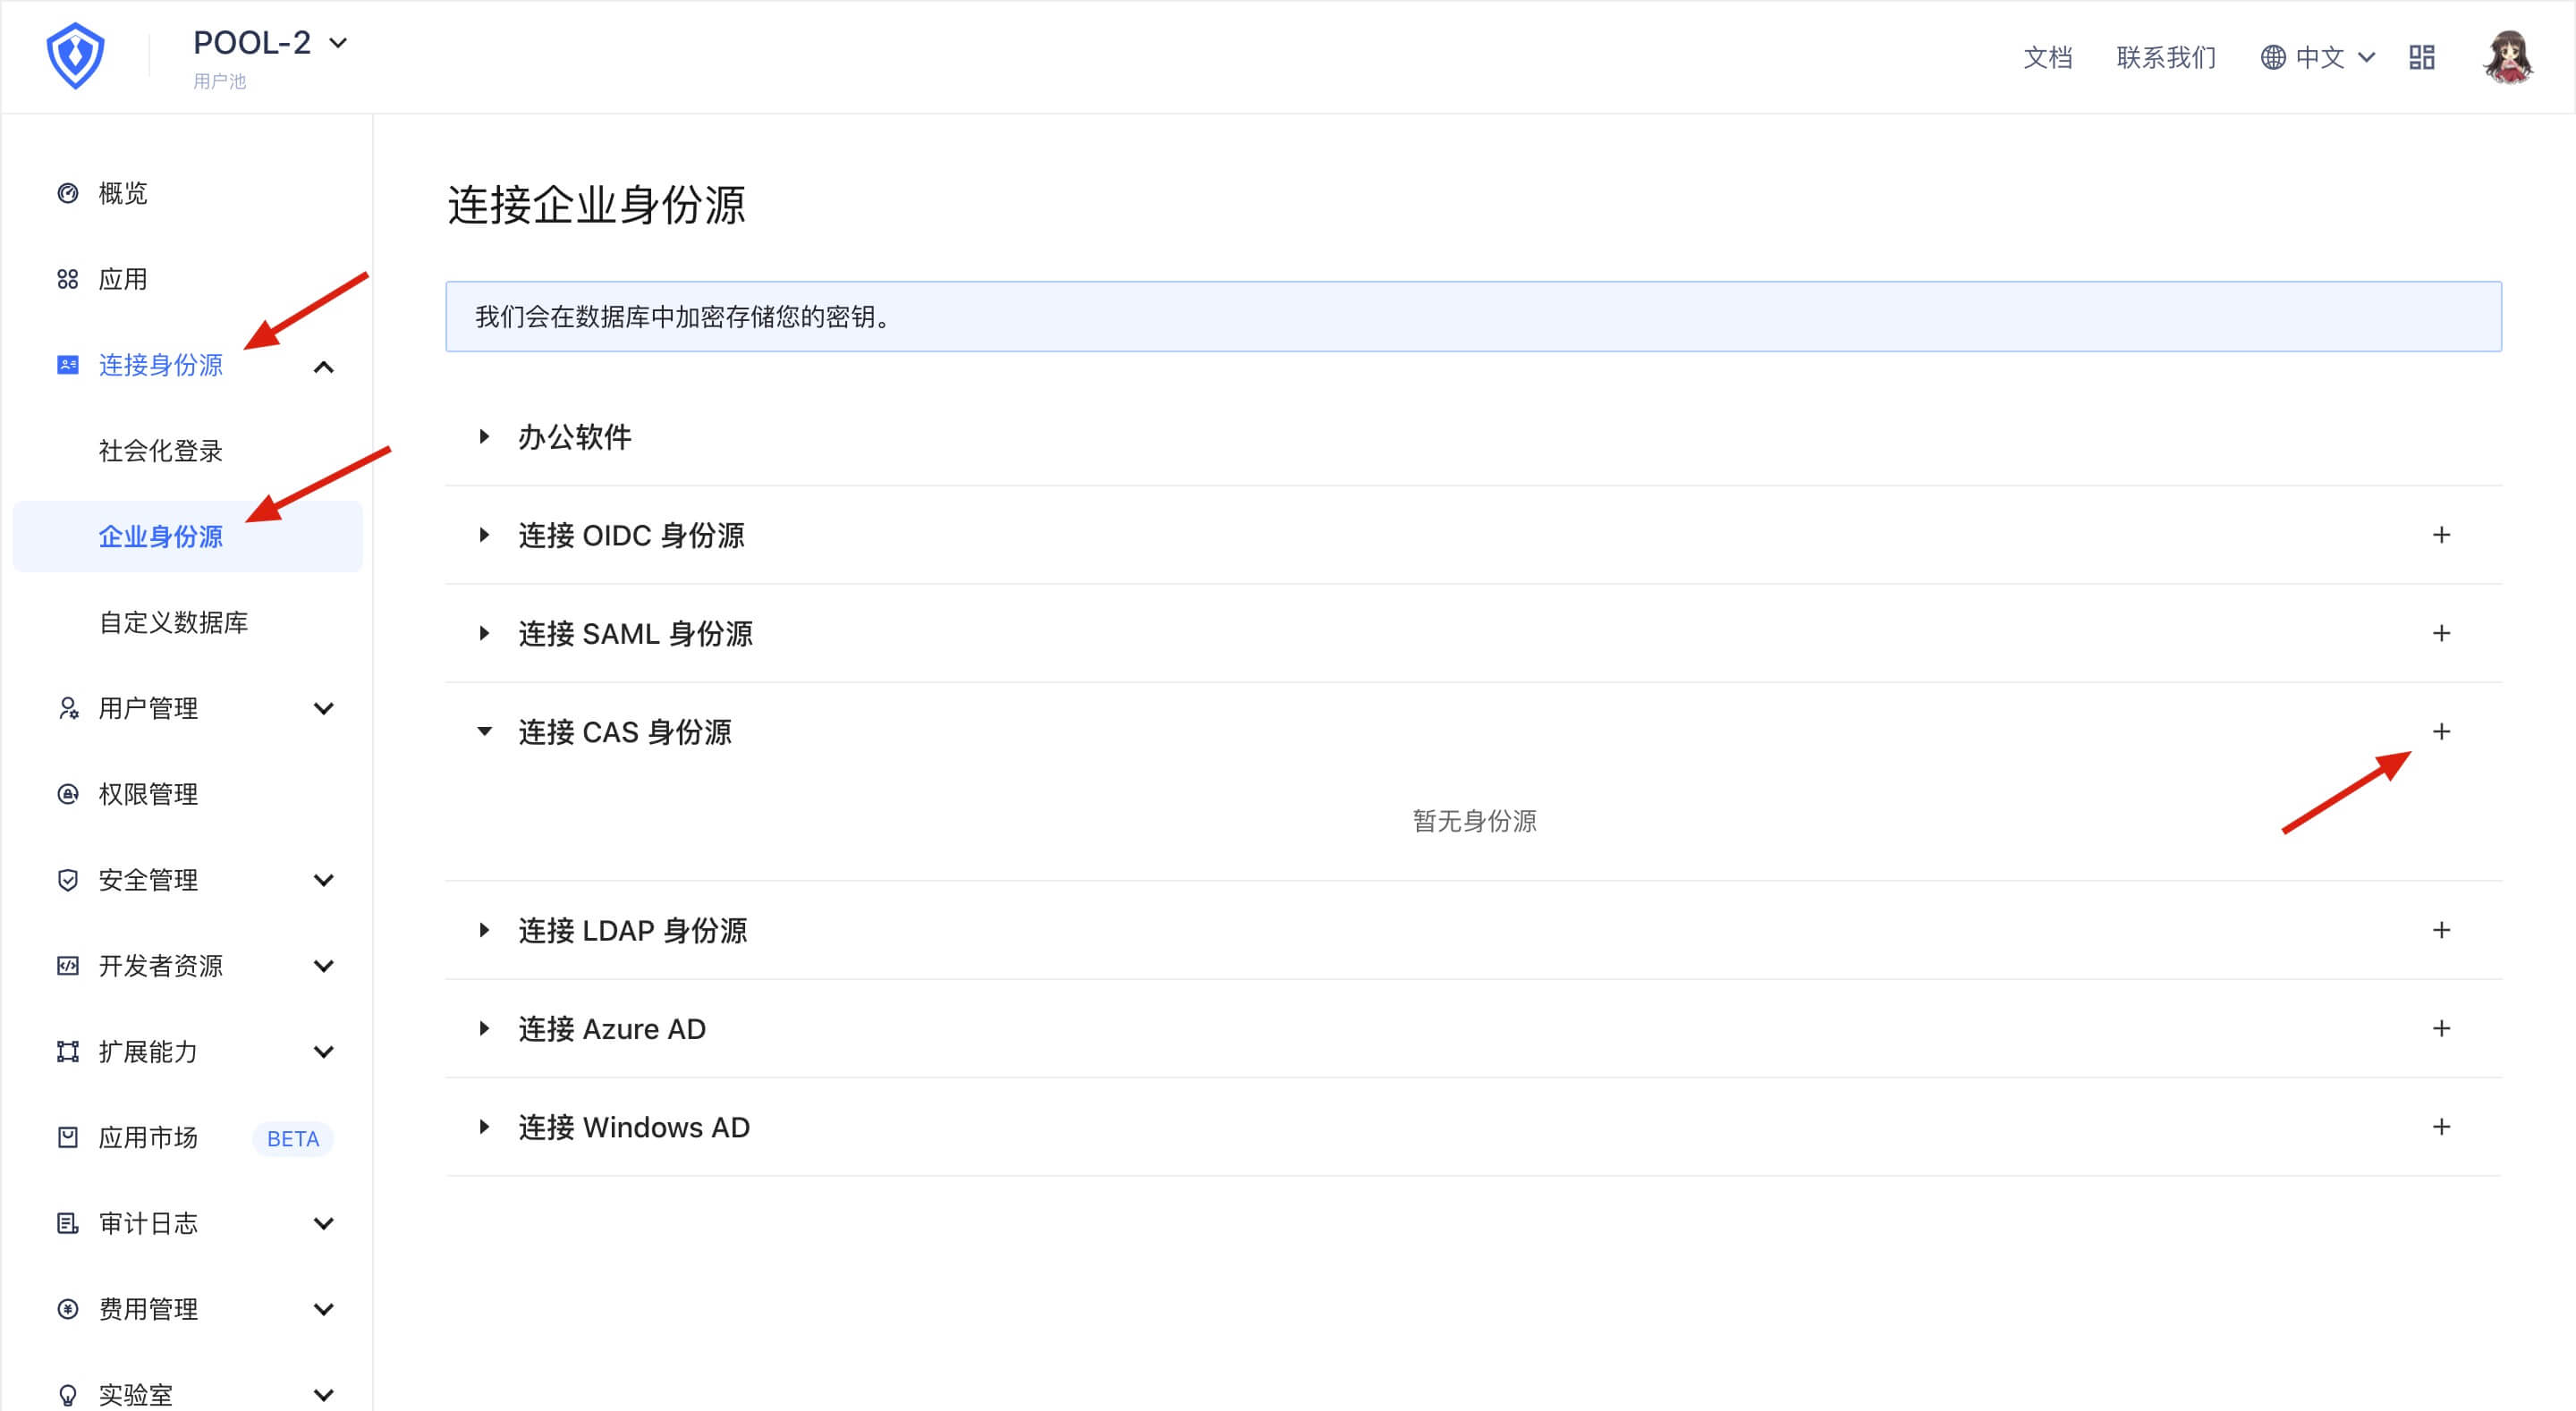 POOL-2
用户池
文档
联系我们
中文
概览
应用
连接身份源
社会化登录
企业身份源
自定义数据库
用户管理
权限管理
安全管理
开发者资源
扩展能力
应用市场 BETA
审计日志
费用管理
实验室
连接企业身份源
我们会在数据库中加密存储您的密钥。
办公软件
连接 OIDC 身份源
连接 SAML 身份源
连接 CAS 身份源
暂无身份源
连接 LDAP 身份源
连接 Azure AD
连接 Windows AD